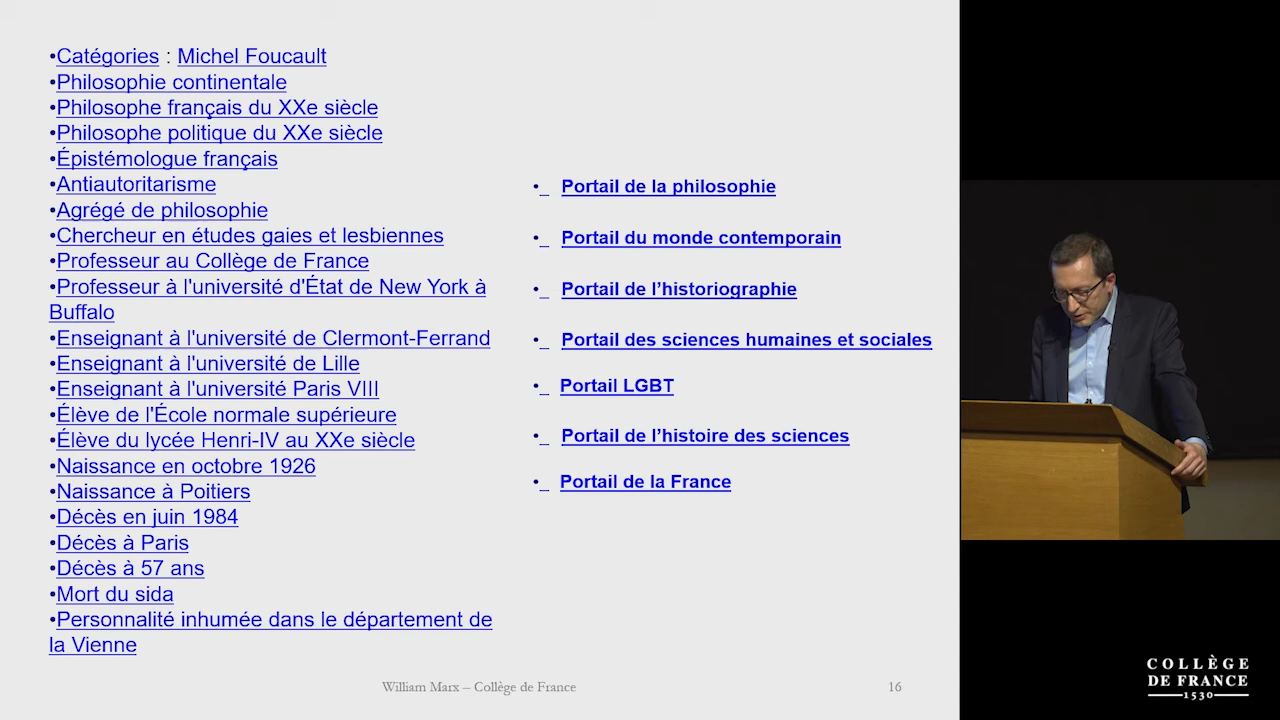 •Catégories : Michel Foucault
•Philosophie continentale
•Philosophe français du XXe siècle
•Philosophe politique du XXe siècle
•Épistémologue français
•Antiautoritarisme
•Agrégé de philosophie
•Chercheur en études gaies et lesbiennes
•Professeur au Collège de France
•Professeur à l'université d'État de New York à
Buffalo
•Enseignant à l'université de Clermont-Ferrand
•Enseignant à l'université de Lille
•Enseignant à l'université Paris VIII
•Élève de l'École normale supérieure
•Élève du lycée Henri-IV au XXe siècle
•Naissance en octobre 1926
•Naissance à Poitiers
•Décès en juin 1984
•Décès à Paris
•Décès à 57 ans
•Mort du sida
•Personnalité inhumée dans le département de
la Vienne
• Portail de la philosophie
• Portail du monde contemporain
• Portail de l’historiographie
• Portail des sciences humaines et sociales
• Portail LGBT
• Portail de l’histoire des sciences
• Portail de la France
William Marx – Collège de France
16
COLLÈGE
DE FRANCE
1530